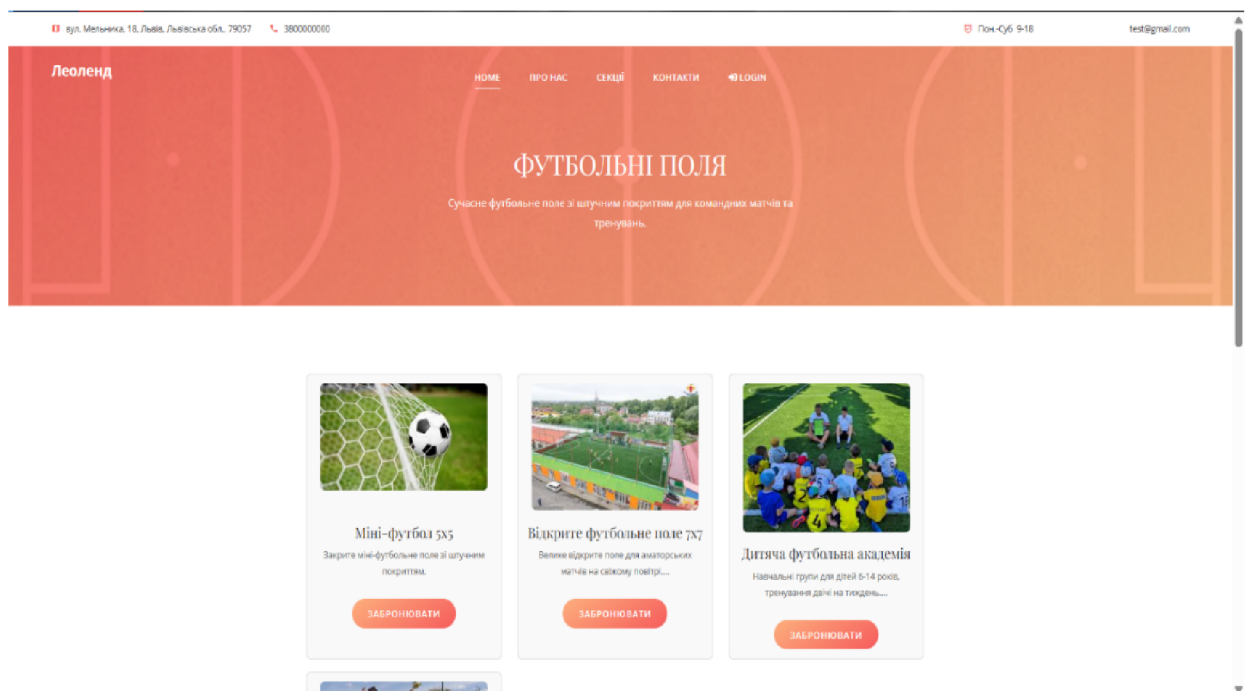 вул. Мельника, 18, Львів, Львівська обл., 79057 3800000000 Пон.-Суб 9-18 test@gmail.com
Леоленд
HOME ПРО НАС СЕКЦІЇ КОНТАКТИ LOGIN
ФУТБОЛЬНІ ПОЛЯ
Сучасне футбольне поле зі штучним покриттям для командних матчів та
тренувань.
Міні-футбол 5x5
Закрите міні-футбольне поле зі штучним
покриттям.
ЗАБРОНЮВАТИ
Відкрите футбольне поле 7x7
Велике відкрите поле для аматорських
матчів на свіжому повітрі....
ЗАБРОНЮВАТИ
Дитяча футбольна академія
Навчальні групи для дітей 6-14 років,
тренування двічі на тиждень....
ЗАБРОНЮВАТИ